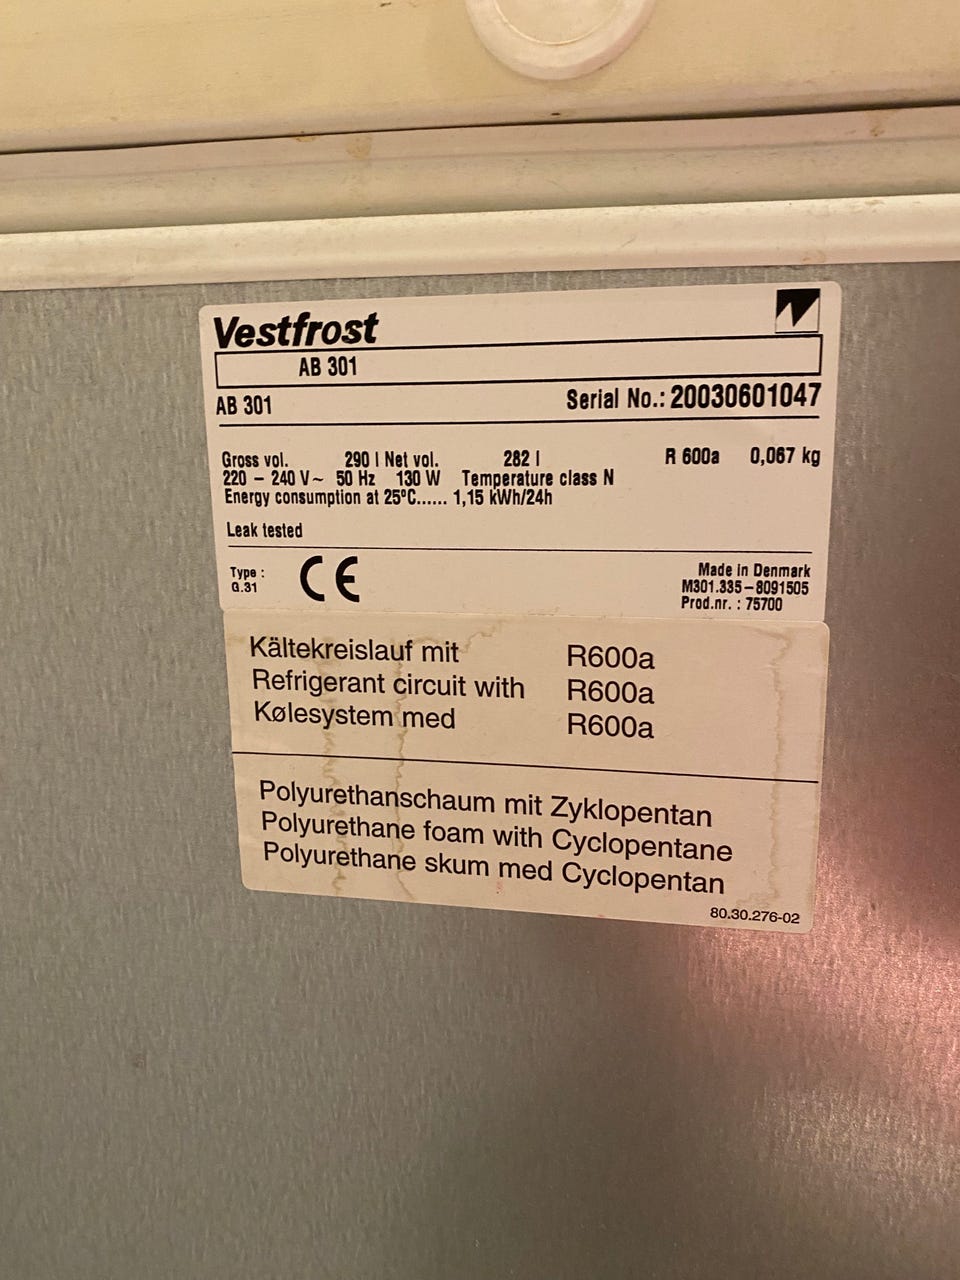 Vestfrost
AB 301
AB 301 Serial No.: 20030601047
Gross vol. 290 l Net vol. 282 l R 600a 0,067 kg
220 – 240 V~ 50 Hz 130 W Temperature class N
Energy consumption at 25°C...... 1,15 kWh/24h
Leak tested
Type :
G.31
CE
Made in Denmark
M301.335–8091505
Prod.nr. : 75700
Kältekreislauf mit R600a
Refrigerant circuit with R600a
Kølesystem med R600a
Polyurethanschaum mit Zyklopentan
Polyurethane foam with Cyclopentane
Polyurethane skum med Cyclopentan
80.30.276-02